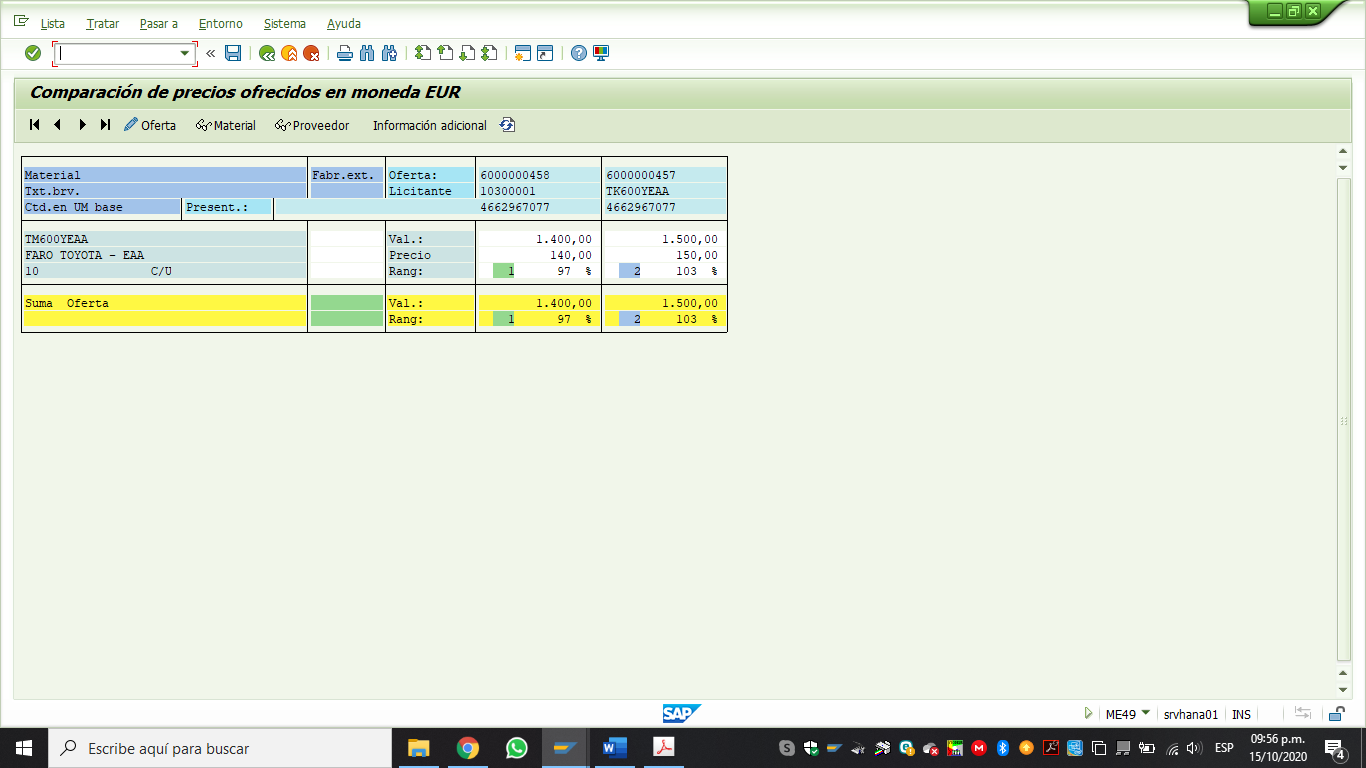 Lista Tratar Pasar a Entorno Sistema Ayuda
Comparación de precios ofrecidos en moneda EUR
Oferta Material Proveedor Información adicional
Material Fabr.ext. Oferta: 6000000458 6000000457
Txt.brv. Licitante 10300001 TK600YEAA
Ctd.en UM base Present.: 4662967077 4662967077
TM600YEAA Val.: 1.400,00 1.500,00
FARO TOYOTA - EAA Precio 140,00 150,00
10 C/U Rang: 1 97 % 2 103 %
Suma Oferta Val.: 1.400,00 1.500,00
Rang: 1 97 % 2 103 %
SAP ME49 srvhana01 INS
Escribe aquí para buscar ESP 09:56 p.m.
15/10/2020 4